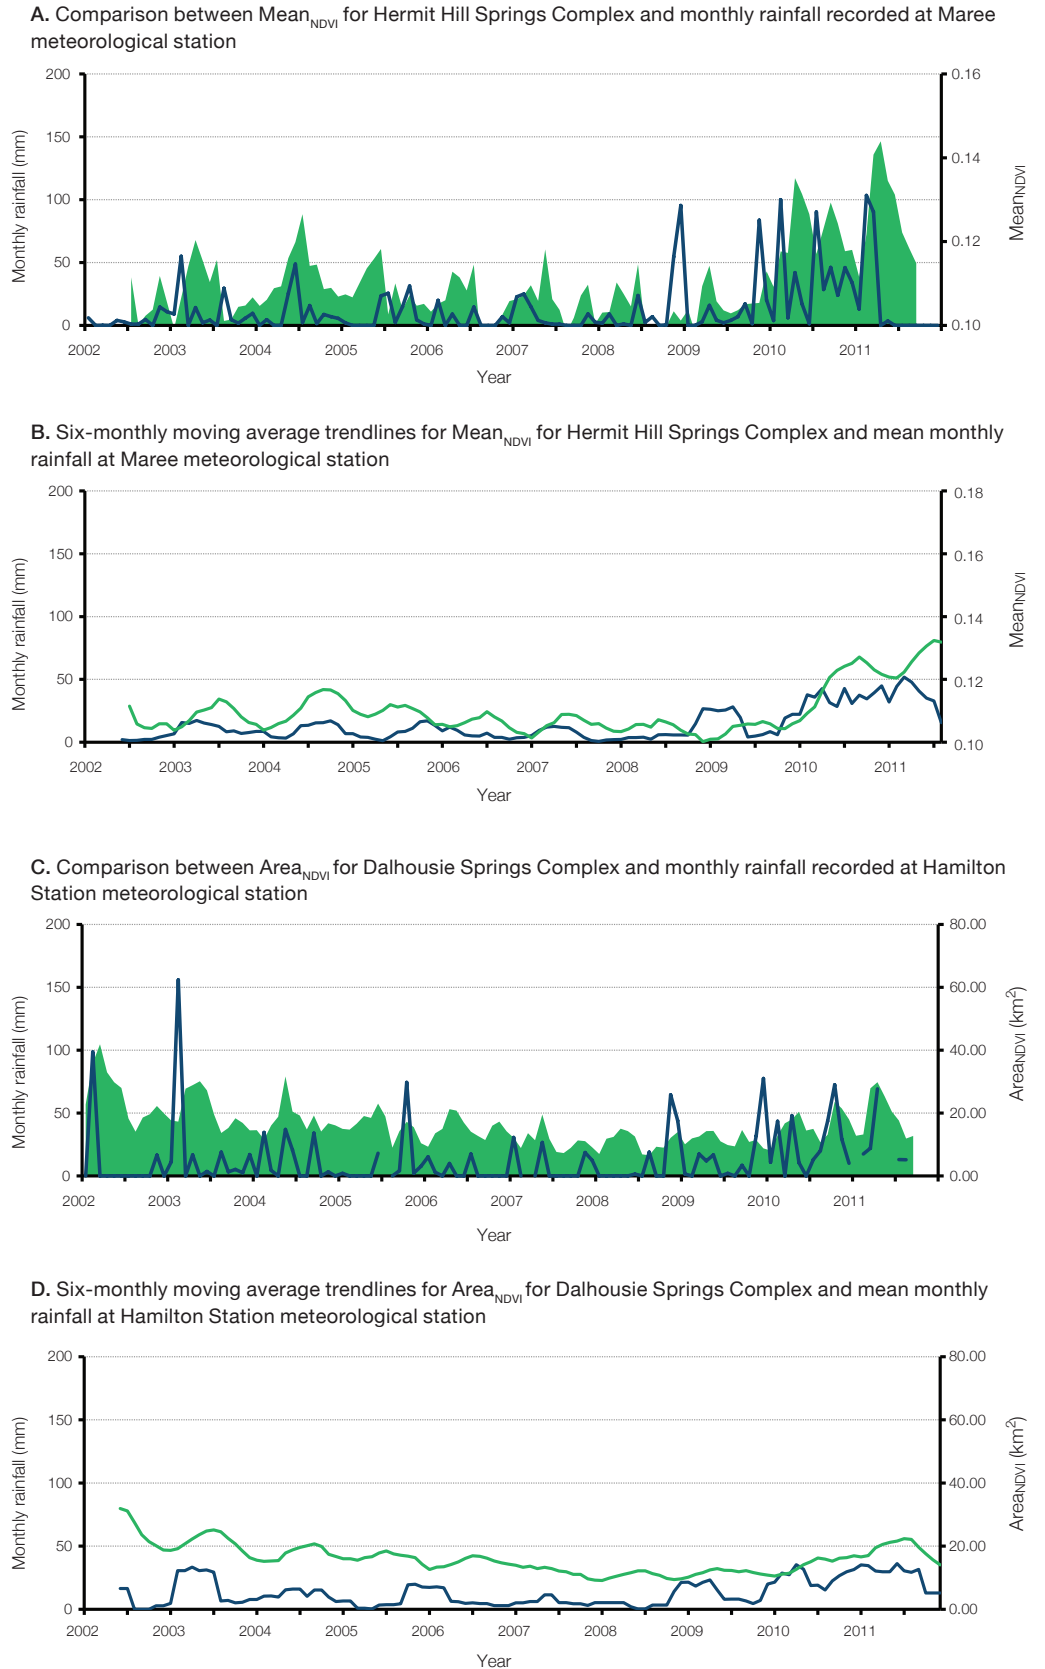 A. Comparison between MeanNDVI for Hermit Hill Springs Complex and monthly rainfall recorded at Maree
meteorological station
200
150
100
50
0
Monthly rainfall (mm)
0.16
0.14
0.12
0.10
MeanNDVI
2002 2003 2004 2005 2006 2007 2008 2009 2010 2011
Year
B. Six-monthly moving average trendlines for MeanNDVI for Hermit Hill Springs Complex and mean monthly
rainfall at Maree meteorological station
200
150
100
50
0
Monthly rainfall (mm)
0.18
0.16
0.14
0.12
0.10
MeanNDVI
2002 2003 2004 2005 2006 2007 2008 2009 2010 2011
Year
C. Comparison between AreaNDVI for Dalhousie Springs Complex and monthly rainfall recorded at Hamilton
Station meteorological station
200
150
100
50
0
Monthly rainfall (mm)
80.00
60.00
40.00
20.00
0.00
AreaNDVI (km²)
2002 2003 2004 2005 2006 2007 2008 2009 2010 2011
Year
D. Six-monthly moving average trendlines for AreaNDVI for Dalhousie Springs Complex and mean monthly
rainfall at Hamilton Station meteorological station
200
150
100
50
0
Monthly rainfall (mm)
80.00
60.00
40.00
20.00
0.00
AreaNDVI (km²)
2002 2003 2004 2005 2006 2007 2008 2009 2010 2011
Year